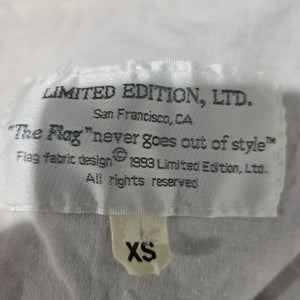 LIMITED EDITION, LTD.
San Francisco, CA
"The Flag" never goes out of style™
Flag fabric design © 1993 Limited Edition, Ltd.
All rights reserved
XS